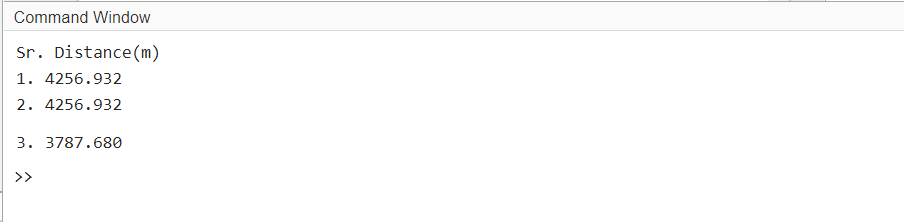 Command Window
Sr. Distance(m)
1. 4256.932
2. 4256.932
3. 3787.680
>>